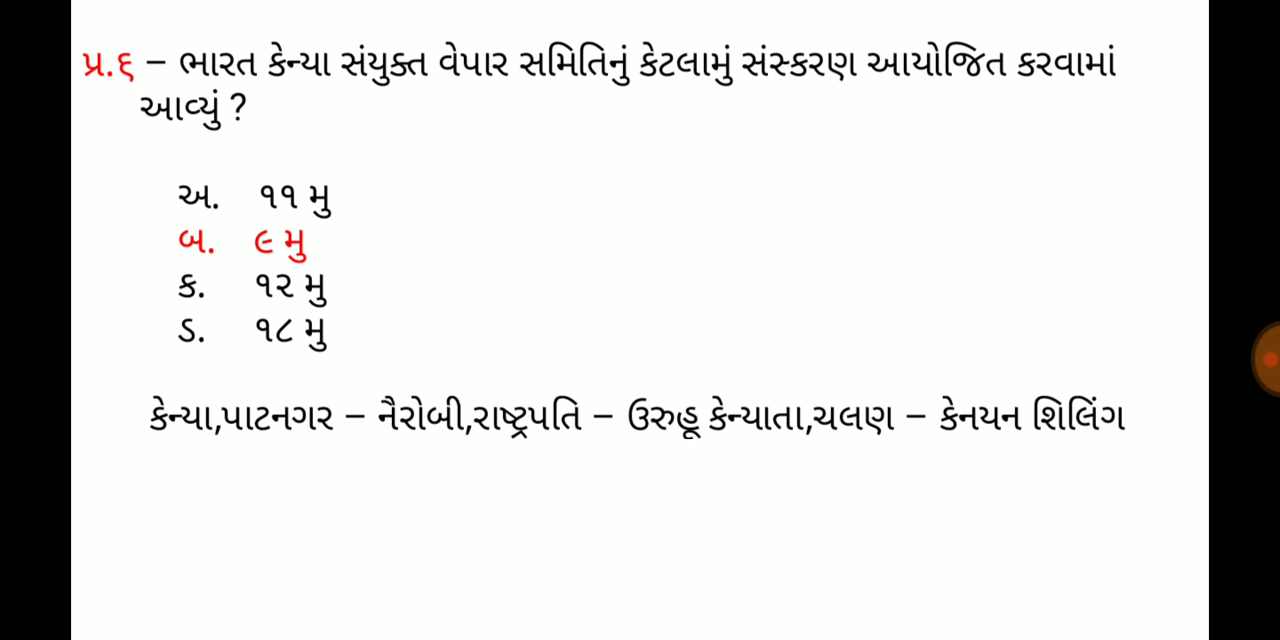 પ્ર.૬ – ભારત કેન્યા સંયુક્ત વેપાર સમિતિનું કેટલામું સંસ્કરણ આયોજિત કરવામાં
આવ્યું ?
અ. ૧૧ મુ
બ. ૯ મુ
ક. ૧૨ મુ
ડ. ૧૮ મુ
કેન્યા,પાટનગર – નૈરોબી,રાષ્ટ્રપતિ – ઉરુહૂ કેન્યાતા,ચલણ – કેનયન શિલિંગ